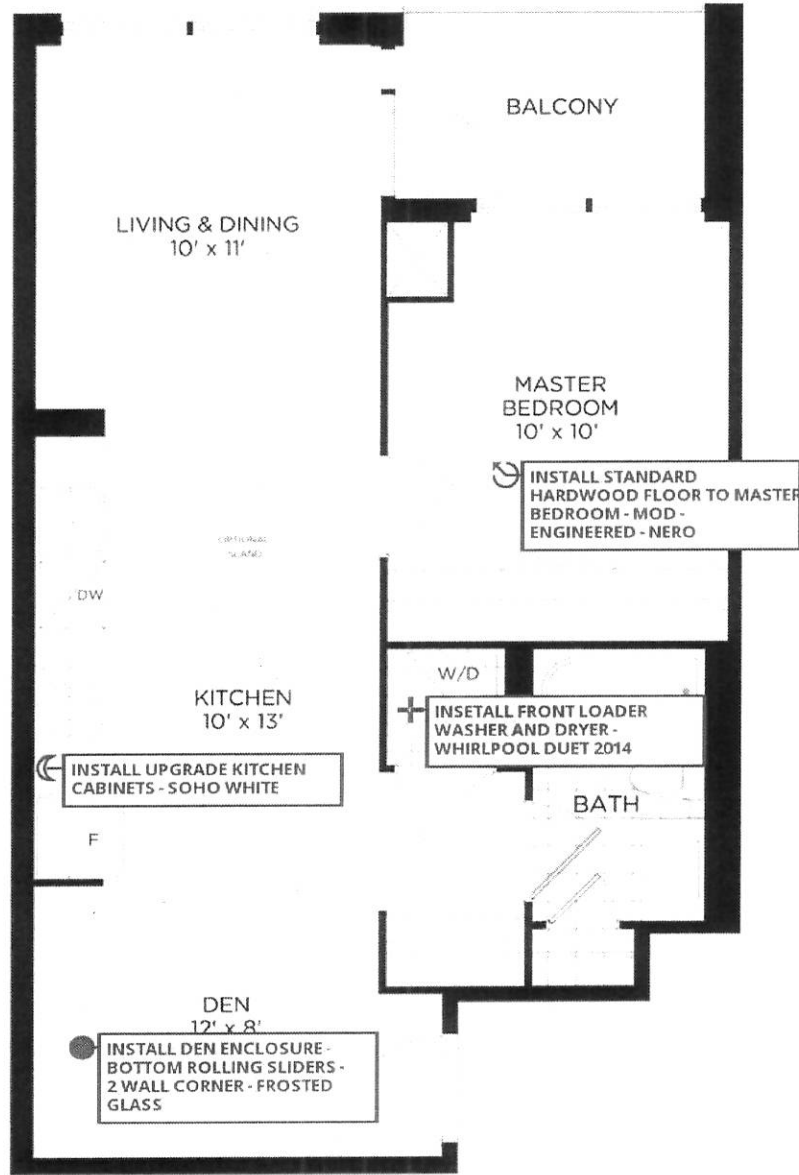 BALCONY
LIVING & DINING
10' x 11'
MASTER
BEDROOM
10' x 10'
INSTALL STANDARD
HARDWOOD FLOOR TO MASTER
BEDROOM - MOD -
ENGINEERED - NERO
OPTIONAL
ISLAND
DW
W/D
KITCHEN
10' x 13'
INSETALL FRONT LOADER
WASHER AND DRYER -
WHIRLPOOL DUET 2014
INSTALL UPGRADE KITCHEN
CABINETS - SOHO WHITE
BATH
F
DEN
12' x 8'
INSTALL DEN ENCLOSURE -
BOTTOM ROLLING SLIDERS -
2 WALL CORNER - FROSTED
GLASS